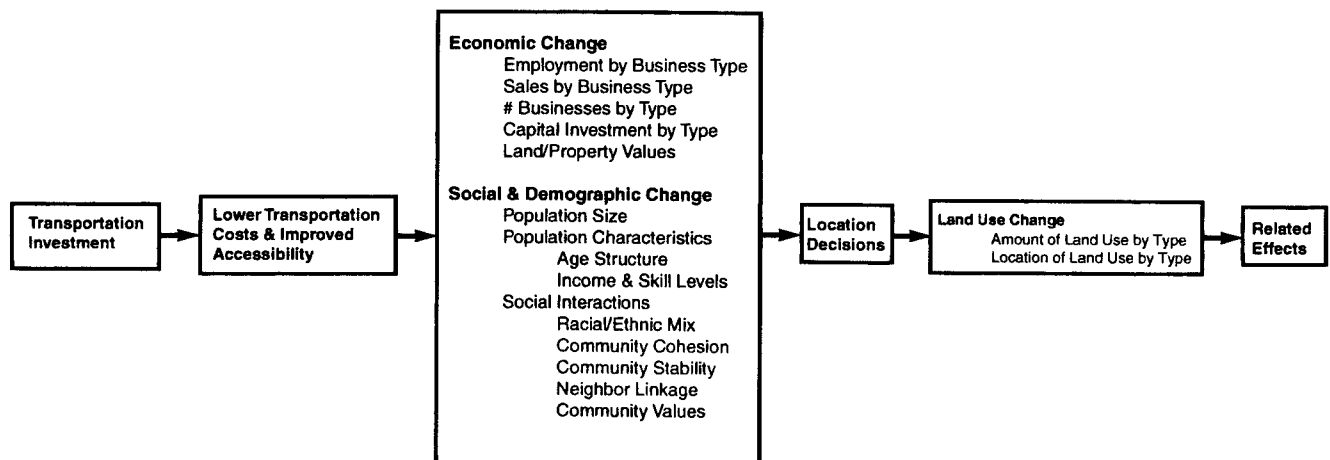 Transportation
Investment
Lower Transportation
Costs & Improved
Accessibility
Economic Change
Employment by Business Type
Sales by Business Type
# Businesses by Type
Capital Investment by Type
Land/Property Values
Social & Demographic Change
Population Size
Population Characteristics
Age Structure
Income & Skill Levels
Social Interactions
Racial/Ethnic Mix
Community Cohesion
Community Stability
Neighbor Linkage
Community Values
Location
Decisions
Land Use Change
Amount of Land Use by Type
Location of Land Use by Type
Related
Effects